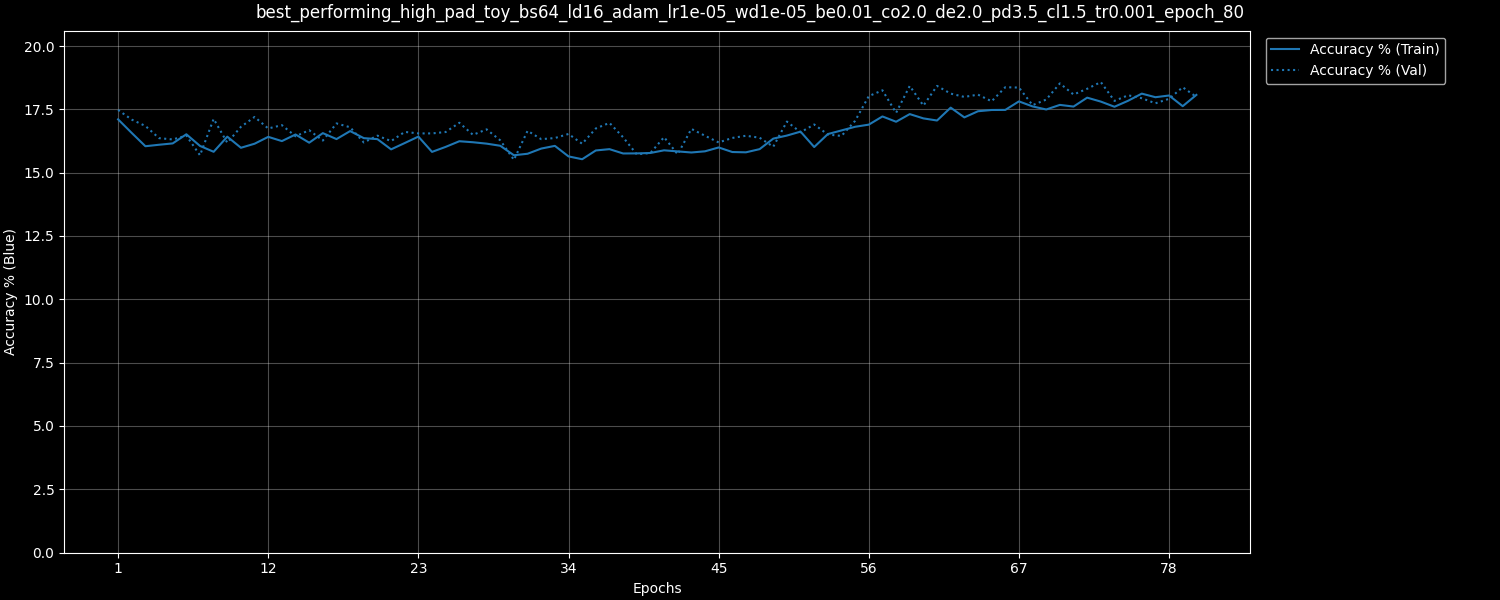 best_performing_high_pad_toy_bs64_ld16_adam_lr1e-05_wd1e-05_be0.01_co2.0_de2.0_pd3.5_cl1.5_tr0.001_epoch_80
Accuracy % (Train)
Accuracy % (Val)
Accuracy % (Blue)
20.0
17.5
15.0
12.5
10.0
7.5
5.0
2.5
0.0
1 12 23 34 45 56 67 78
Epochs